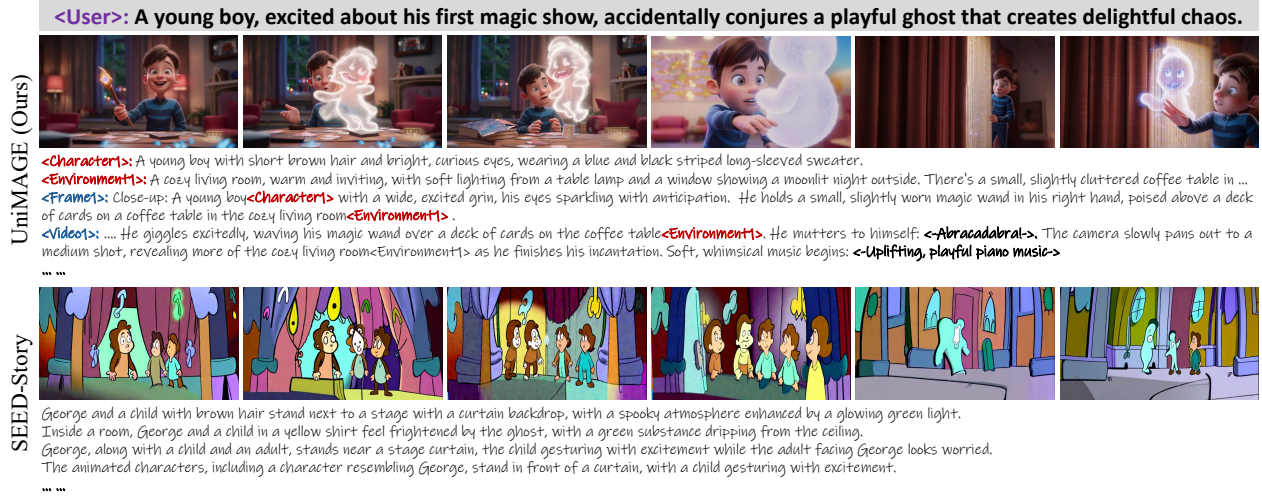 <User>: A young boy, excited about his first magic show, accidentally conjures a playful ghost that creates delightful chaos.
UniMAGE (Ours)
<Character1>: A young boy with short brown hair and bright, curious eyes, wearing a blue and black striped long-sleeved sweater.
<Environment1>: A cozy living room, warm and inviting, with soft lighting from a table lamp and a window showing a moonlit night outside. There's a small, slightly cluttered coffee table in ...
<Frame1>: Close-up: A young boy<Character1> with a wide, excited grin, his eyes sparkling with anticipation. He holds a small, slightly worn magic wand in his right hand, poised above a deck
of cards on a coffee table in the cozy living room<Environment1> .
<Video1>: .... He giggles excitedly, waving his magic wand over a deck of cards on the coffee table<Environment1>. He mutters to himself: <-Abracadabra!->. The camera slowly pans out to a
medium shot, revealing more of the cozy living room<Environment1> as he finishes his incantation. Soft, whimsical music begins: <-Uplifting, playful piano music->
... ...
SEED-Story
George and a child with brown hair stand next to a stage with a curtain backdrop, with a spooky atmosphere enhanced by a glowing green light.
Inside a room, George and a child in a yellow shirt feel frightened by the ghost, with a green substance dripping from the ceiling.
George, along with a child and an adult, stands near a stage curtain, the child gesturing with excitement while the adult facing George looks worried.
The animated characters, including a character resembling George, stand in front of a curtain, with a child gesturing with excitement.
... ...